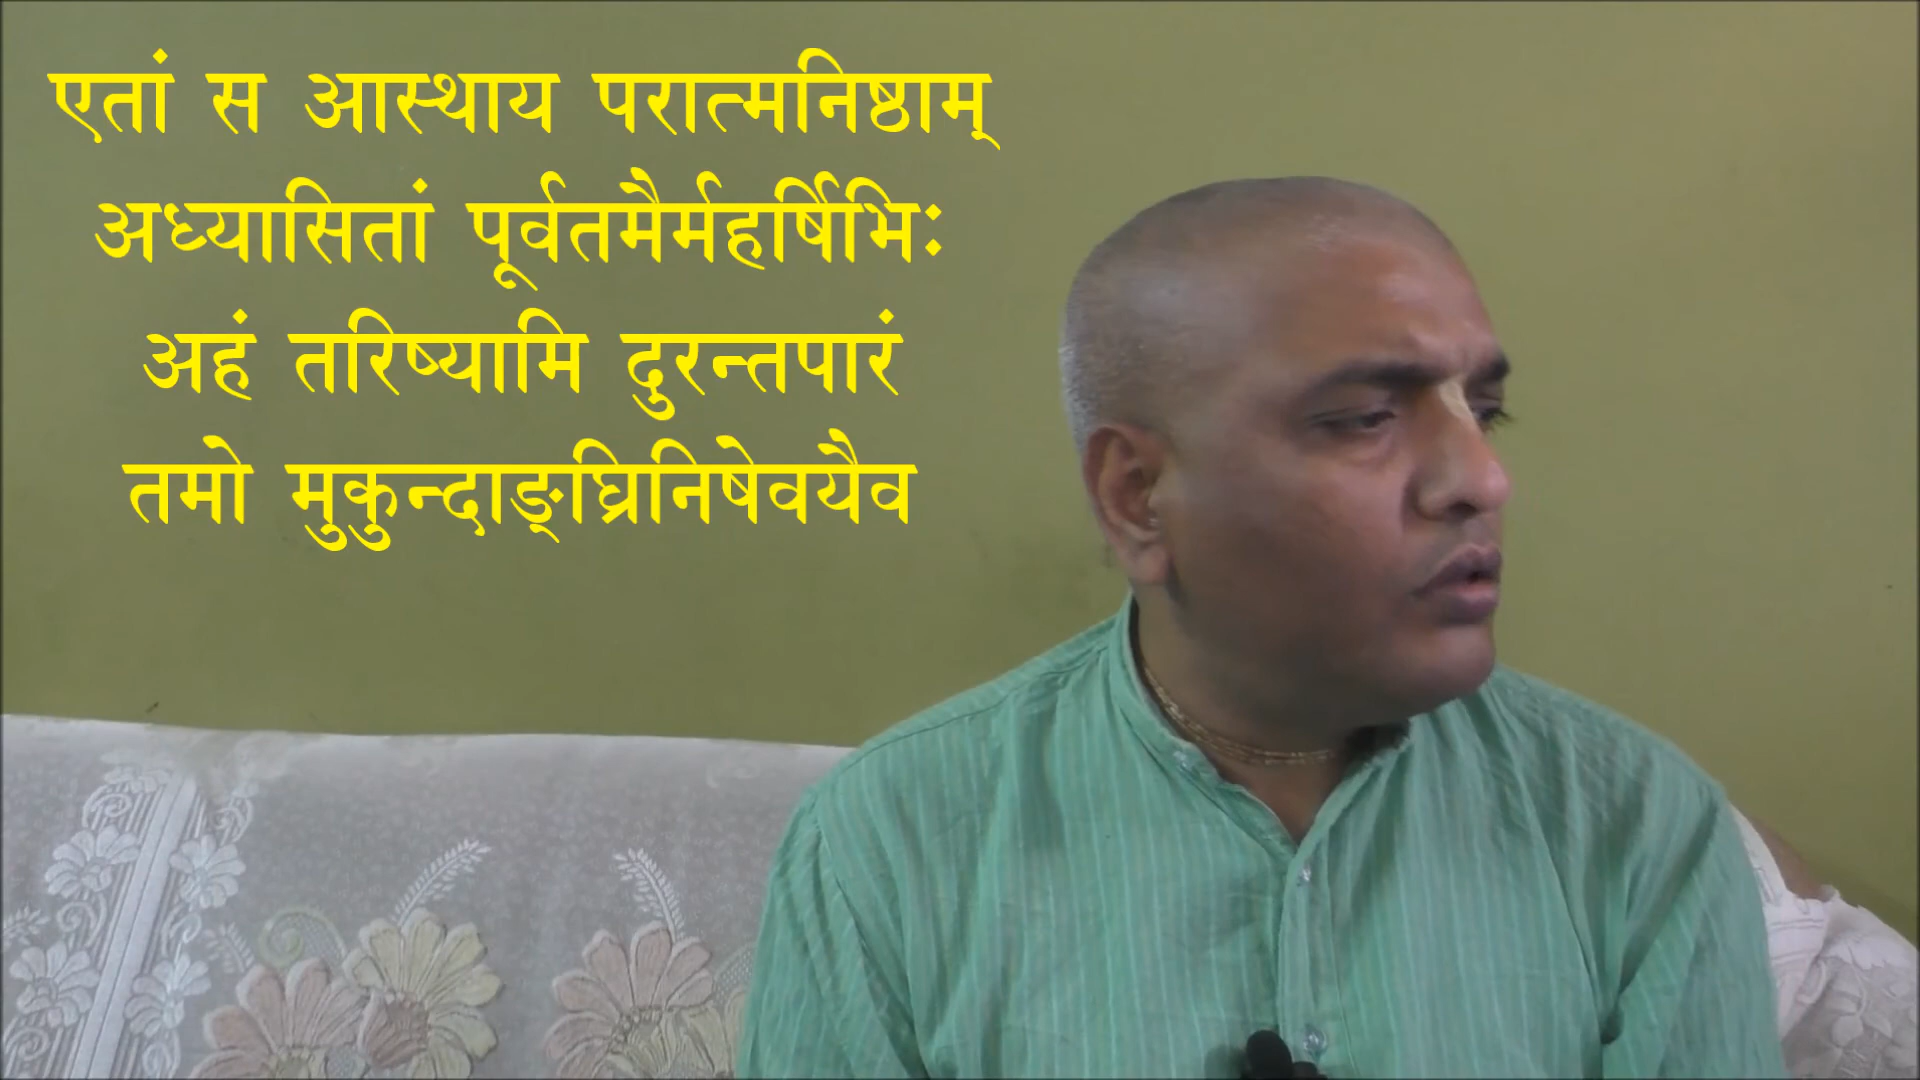 एतां स आस्थाय परात्मनिष्ठाम्
अध्यासितां पूर्वतमैर्महर्षिभिः
अहं तरिष्यामि दुरन्तपारं
तमो मुकुन्दाङ्घ्रिनिषेवयैव